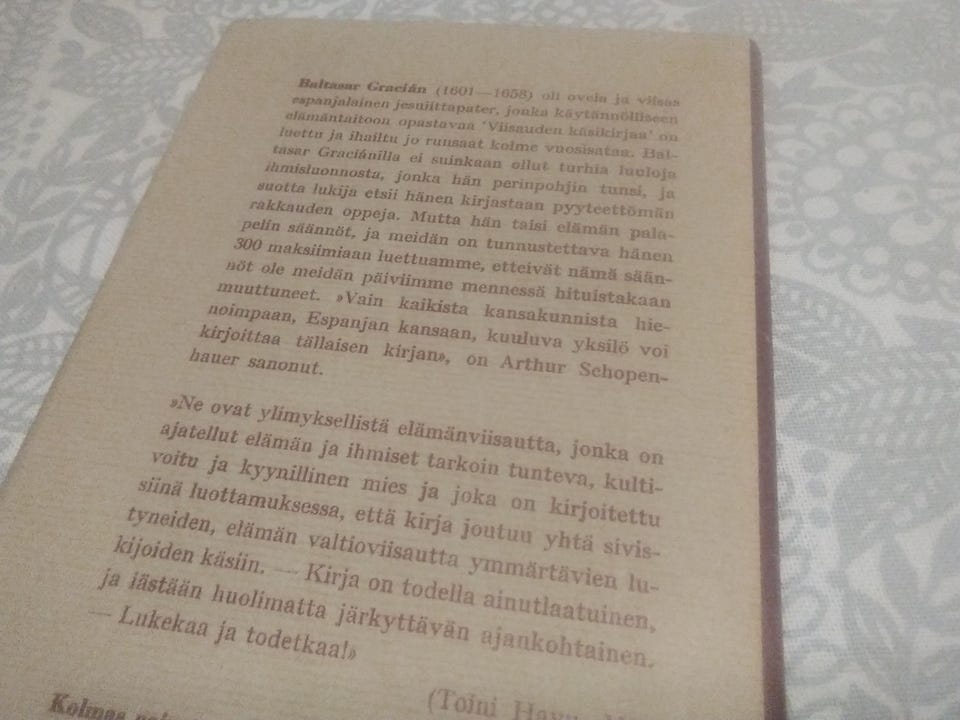 Baltasar Gracián (1601—1658) oli ovela ja viisas
espanjalainen jesuiittapater, jonka käytännölliseen
elämäntaitoon opastavaa 'Viisauden käsikirjaa' on
luettu ja ihailtu jo runsaat kolme vuosisataa. Bal-
tasar Graciánilla ei suinkaan ollut turhia luuloja
ihmisluonnosta, jonka hän perinpohjin tunsi, ja
suotta lukija etsii hänen kirjastaan pyyteettömän
rakkauden oppeja. Mutta hän taisi elämän pala-
pelin säännöt, ja meidän on tunnustettava hänen
300 maksiimiaan luettuamme, etteivät nämä sään-
nöt ole meidän päiviimme mennessä hituistakaan
muuttuneet. »Vain kaikista kansakunnista hie-
noimpaan, Espanjan kansaan, kuuluva yksilö voi
kirjoittaa tällaisen kirjan», on Arthur Schopen-
hauer sanonut.
»Ne ovat ylimyksellistä elämänviisautta, jonka on
ajatellut elämän ja ihmiset tarkoin tunteva, kulti-
voitu ja kyynillinen mies ja joka on kirjoitettu
siinä luottamuksessa, että kirja joutuu yhtä sivis-
tyneiden, elämän valtioviisautta ymmärtävien lu-
kijoiden käsiin. — Kirja on todella ainutlaatuinen,
ja iästään huolimatta järkyttävän ajankohtainen.
— Lukekaa ja todetkaa!»
(Toini Havu
Kolmas